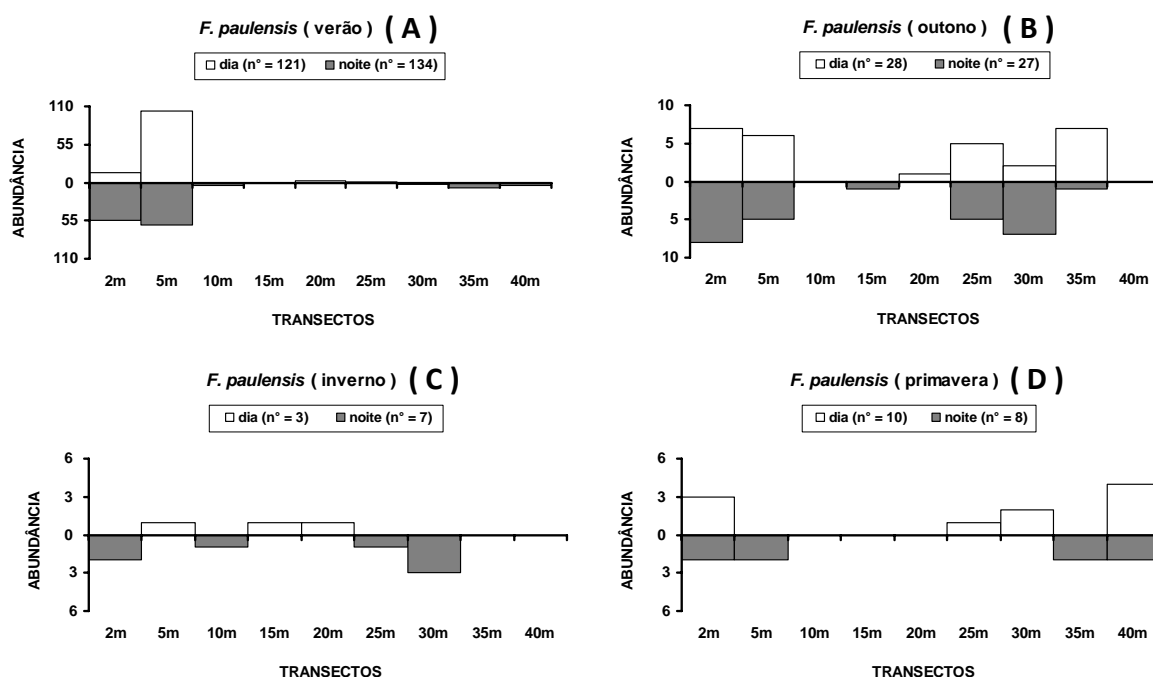 F. paulensis ( verão ) ( A )
dia (n° = 121) noite (n° = 134)
ABUNDÂNCIA
110
55
0
55
110
2m 5m 10m 15m 20m 25m 30m 35m 40m
TRANSECTOS
F. paulensis ( outono ) ( B )
dia (n° = 28) noite (n° = 27)
ABUNDÂNCIA
10
5
0
5
10
2m 5m 10m 15m 20m 25m 30m 35m 40m
TRANSECTOS
F. paulensis ( inverno ) ( C )
dia (n° = 3) noite (n° = 7)
ABUNDÂNCIA
6
3
0
3
6
2m 5m 10m 15m 20m 25m 30m 35m 40m
TRANSECTOS
F. paulensis ( primavera ) ( D )
dia (n° = 10) noite (n° = 8)
ABUNDÂNCIA
6
3
0
3
6
2m 5m 10m 15m 20m 25m 30m 35m 40m
TRANSECTOS